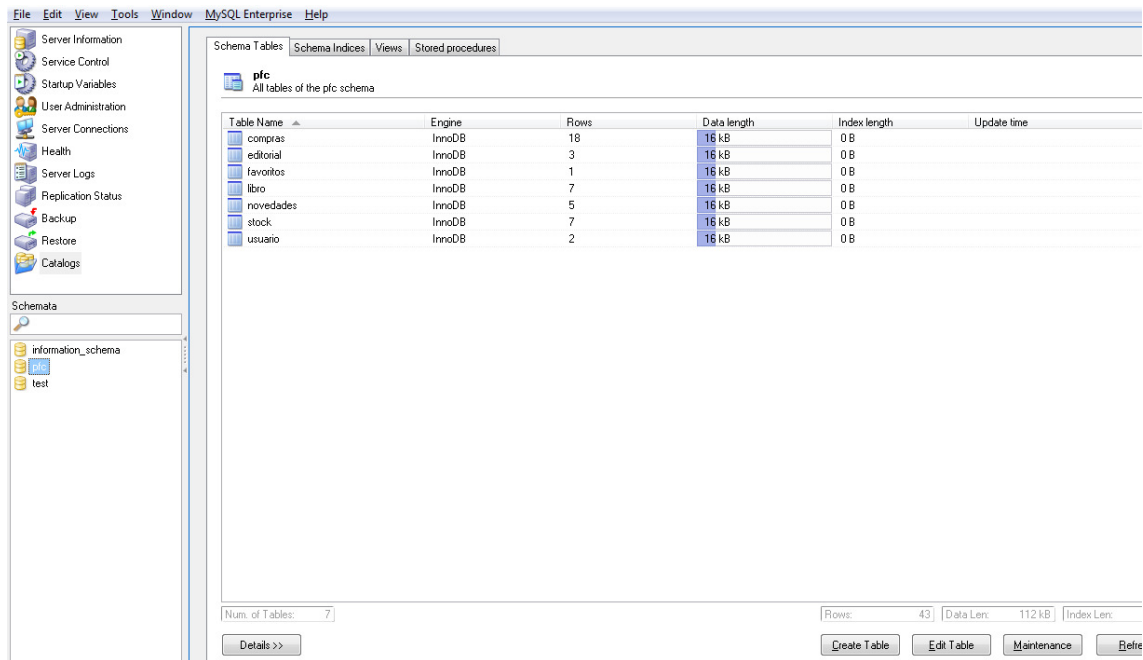 File Edit View Tools Window MySQL Enterprise Help
Server Information
Service Control
Startup Variables
User Administration
Server Connections
Health
Server Logs
Replication Status
Backup
Restore
Catalogs
Schemata
information_schema
pfc
test
Schema Tables Schema Indices Views Stored procedures
pfc
All tables of the pfc schema
Table Name Engine Rows Data length Index length Update time
compras InnoDB 18 16 kB 0 B
editorial InnoDB 3 16 kB 0 B
favoritos InnoDB 1 16 kB 0 B
libro InnoDB 7 16 kB 0 B
novedades InnoDB 5 16 kB 0 B
stock InnoDB 7 16 kB 0 B
usuario InnoDB 2 16 kB 0 B
Num. of Tables: 7 Rows: 43 Data Len: 112 kB Index Len:
Details >> Create Table Edit Table Maintenance Refre